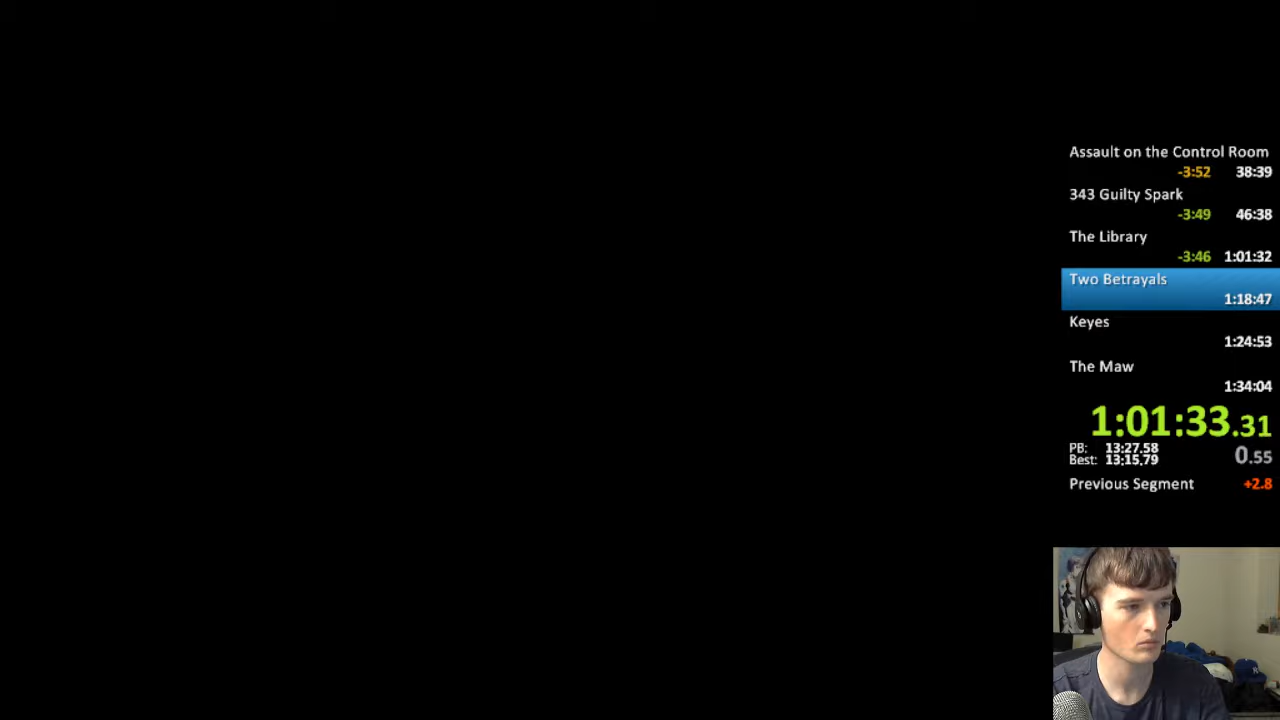 Assault on the Control Room
-3:52 38:39
343 Guilty Spark
-3:49 46:38
The Library
-3:46 1:01:32
Two Betrayals
1:18:47
Keyes
1:24:53
The Maw
1:34:04
1:01:33.31
PB: 13:27.58
Best: 13:15.79
0.55
Previous Segment +2.8